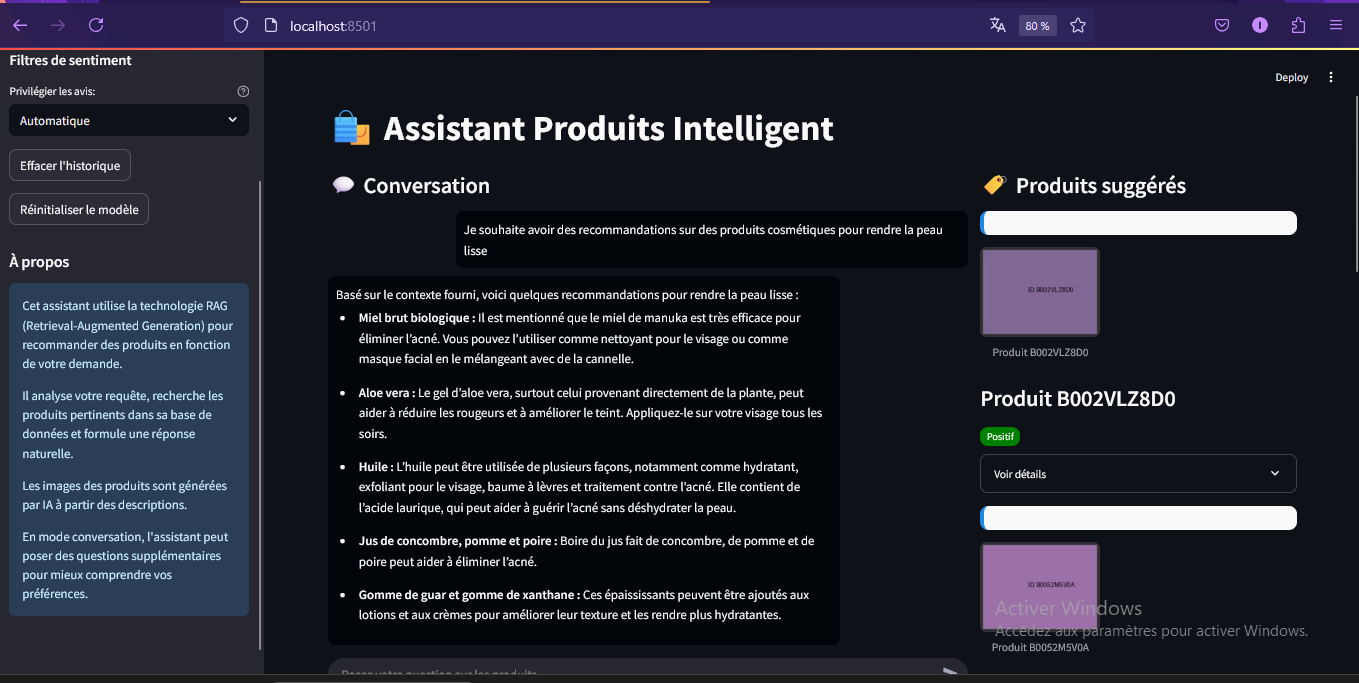 localhost:8501
80 %
Filtres de sentiment
Privilégier les avis:
Automatique
Effacer l'historique
Réinitialiser le modèle
À propos
Cet assistant utilise la technologie RAG
(Retrieval-Augmented Generation) pour
recommander des produits en fonction
de votre demande.
Il analyse votre requête, recherche les
produits pertinents dans sa base de
données et formule une réponse
naturelle.
Les images des produits sont générées
par IA à partir des descriptions.
En mode conversation, l'assistant peut
poser des questions supplémentaires
pour mieux comprendre vos
préférences.
Deploy
Assistant Produits Intelligent
Conversation
Je souhaite avoir des recommandations sur des produits cosmétiques pour rendre la peau
lisse
Basé sur le contexte fourni, voici quelques recommandations pour rendre la peau lisse :
• Miel brut biologique : Il est mentionné que le miel de manuka est très efficace pour
éliminer l'acné. Vous pouvez l'utiliser comme nettoyant pour le visage ou comme
masque facial en le mélangeant avec de la cannelle.
• Aloe vera : Le gel d'aloe vera, surtout celui provenant directement de la plante, peut
aider à réduire les rougeurs et à améliorer le teint. Appliquez-le sur votre visage tous les
soirs.
• Huile : L'huile peut être utilisée de plusieurs façons, notamment comme hydratant,
exfoliant pour le visage, baume à lèvres et traitement contre l'acné. Elle contient de
l'acide laurique, qui peut aider à guérir l'acné sans déshydrater la peau.
• Jus de concombre, pomme et poire : Boire du jus fait de concombre, de pomme et de
poire peut aider à éliminer l'acné.
• Gomme de guar et gomme de xanthane : Ces épaississants peuvent être ajoutés aux
lotions et aux crèmes pour améliorer leur texture et les rendre plus hydratantes.
Poser votre question sur les produits
Produits suggérés
ID: B002VLZ8D0
Produit B002VLZ8D0
Produit B002VLZ8D0
Positif
Voir détails
ID: B0052M5V0A
Produit B0052M5V0A
Activer Windows
Accédez aux paramètres pour activer Windows.